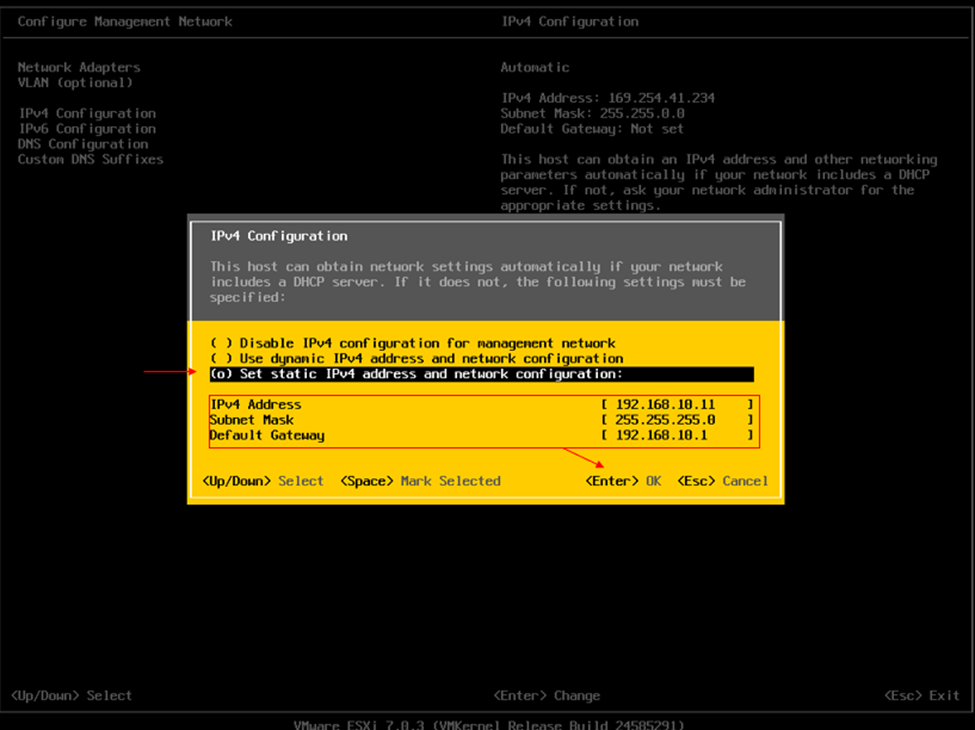 Configure Management Network
IPv4 Configuration
Network Adapters
VLAN (optional)
IPv4 Configuration
IPv6 Configuration
DNS Configuration
Custom DNS Suffixes
Automatic
IPv4 Address: 169.254.41.234
Subnet Mask: 255.255.0.0
Default Gateway: Not set
This host can obtain an IPv4 address and other networking
parameters automatically if your network includes a DHCP
server. If not, ask your network administrator for the
appropriate settings.
IPv4 Configuration
This host can obtain network settings automatically if your network
includes a DHCP server. If it does not, the following settings must be
specified:
( ) Disable IPv4 configuration for management network
( ) Use dynamic IPv4 address and network configuration
(o) Set static IPv4 address and network configuration:
IPv4 Address [ 192.168.10.11 ]
Subnet Mask [ 255.255.255.0 ]
Default Gateway [ 192.168.10.1 ]
<Up/Down> Select <Space> Mark Selected <Enter> OK <Esc> Cancel
<Up/Down> Select <Enter> Change <Esc> Exit
VMware ESXi 7.0.3 (VMKernel Release Build 24585291)